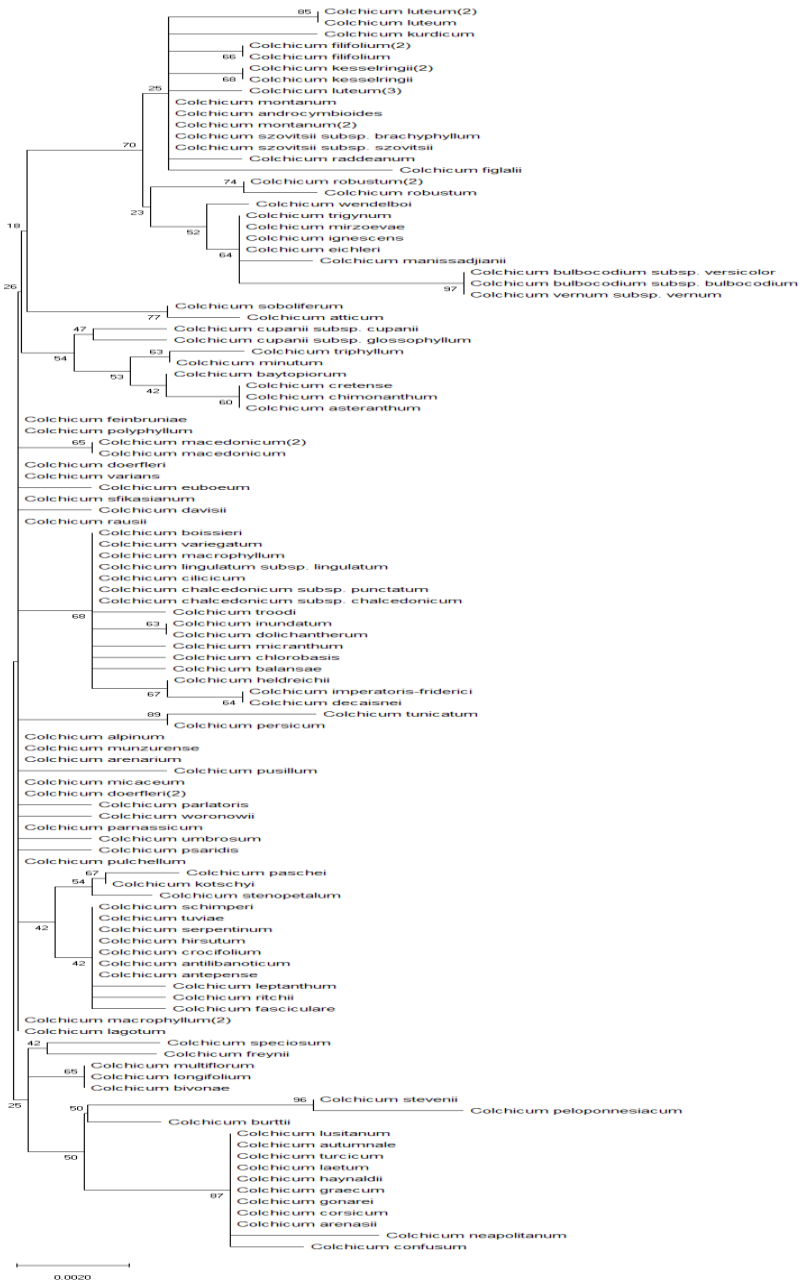 85 Colchicum luteum(2)
Colchicum luteum
Colchicum kurdicum
Colchicum filifolium(2)
66 Colchicum filifolium
Colchicum kesselringii(2)
68 Colchicum kesselringii
25 Colchicum luteum(3)
Colchicum montanum
Colchicum androcymbioides
Colchicum montanum(2)
Colchicum szovitsii subsp. brachyphyllum
70 Colchicum szovitsii subsp. szovitsii
Colchicum raddeanum
Colchicum figlalii
74 Colchicum robustum(2)
Colchicum robustum
Colchicum wendelboi
23 Colchicum trigynum
18 Colchicum mirzoevae
52 Colchicum ignescens
Colchicum eichleri
64 Colchicum manissadjianii
Colchicum bulbocodium subsp. versicolor
Colchicum bulbocodium subsp. bulbocodium
26 97 Colchicum vernum subsp. vernum
Colchicum soboliferum
77 Colchicum atticum
47 Colchicum cupanii subsp. cupanii
Colchicum cupanii subsp. glossophyllum
63 Colchicum triphyllum
54 Colchicum minutum
53 Colchicum baytopiorum
Colchicum cretense
42 Colchicum chimonanthum
60 Colchicum asteranthum
Colchicum feinbruniae
Colchicum polyphyllum
65 Colchicum macedonicum(2)
Colchicum macedonicum
Colchicum doerfleri
Colchicum varians
Colchicum euboeum
Colchicum sfikasianum
Colchicum davisii
Colchicum rausii
Colchicum boissieri
Colchicum variegatum
Colchicum macrophyllum
Colchicum lingulatum subsp. lingulatum
Colchicum cilicicum
Colchicum chalcedonicum subsp. punctatum
Colchicum chalcedonicum subsp. chalcedonicum
68 Colchicum troodi
63 Colchicum inundatum
Colchicum dolichantherum
Colchicum micranthum
Colchicum chlorobasis
Colchicum balansae
Colchicum heldreichii
67 Colchicum imperatoris-friderici
64 Colchicum decaisnei
89 Colchicum tunicatum
Colchicum persicum
Colchicum alpinum
Colchicum munzurense
Colchicum arenarium
Colchicum pusillum
Colchicum micaceum
Colchicum doerfleri(2)
Colchicum parlatoris
Colchicum woronowii
Colchicum parnassicum
Colchicum umbrosum
Colchicum psaridis
Colchicum pulchellum
67 Colchicum paschei
54 Colchicum kotschyi
Colchicum stenopetalum
Colchicum schimperi
Colchicum tuviae
42 Colchicum serpentinum
Colchicum hirsutum
Colchicum crocifolium
42 Colchicum antilibanoticum
Colchicum antepense
Colchicum leptanthum
Colchicum ritchii
Colchicum fasciculare
Colchicum macrophyllum(2)
Colchicum lagotum
42 Colchicum speciosum
Colchicum freynii
Colchicum multiflorum
65 Colchicum longifolium
Colchicum bivonae
96 Colchicum stevenii
25 50 Colchicum peloponnesiacum
Colchicum burttii
Colchicum lusitanum
Colchicum autumnale
50 Colchicum turcicum
Colchicum laetum
Colchicum haynaldii
87 Colchicum graecum
Colchicum gonarei
Colchicum corsicum
Colchicum arenasii
Colchicum neapolitanum
Colchicum confusum
0.0020